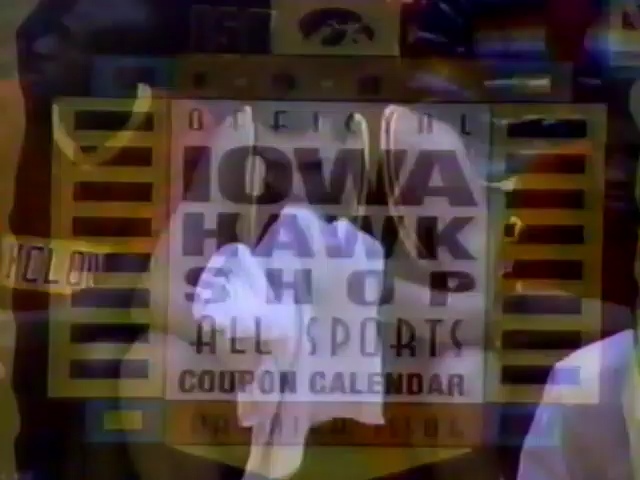 OFFICIAL
IOWA
HAWK
SHOP
ALL SPORTS
COUPON CALENDAR